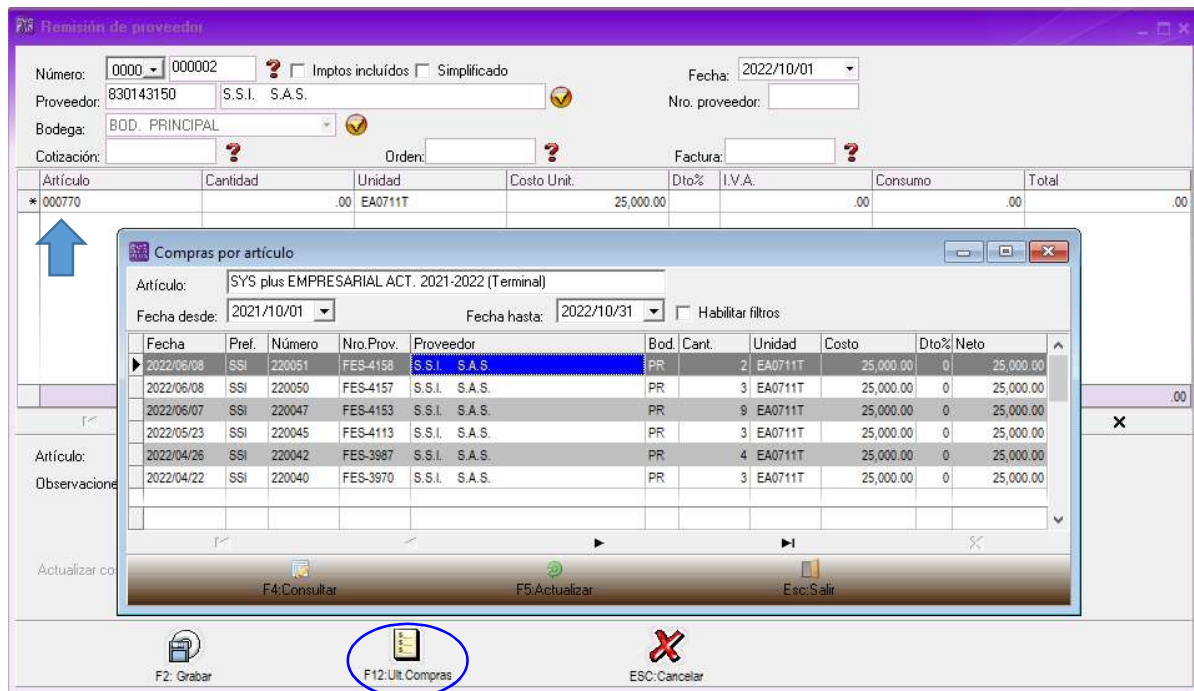 Remisión de proveedor
Número: 0000 000002 ? Imptos incluídos Simplificado Fecha: 2022/10/01
Proveedor: 830143150 S.S.I. S.A.S. Nro. proveedor:
Bodega: BOD. PRINCIPAL
Cotización: ? Orden: ? Factura: ?
Artículo Cantidad Unidad Costo Unit. Dto% I.V.A. Consumo Total
* 000770 .00 EA0711T 25,000.00 .00 .00 .00
Compras por artículo
Artículo: SYS plus EMPRESARIAL ACT. 2021-2022 (Terminal)
Fecha desde: 2021/10/01 Fecha hasta: 2022/10/31 Habilitar filtros
Fecha Pref. Número Nro.Prov. Proveedor Bod. Cant. Unidad Costo Dto% Neto
2022/06/08 SSI 220051 FES-4158 S.S.I. S.A.S. PR 2 EA0711T 25,000.00 0 25,000.00
2022/06/08 SSI 220050 FES-4157 S.S.I. S.A.S. PR 3 EA0711T 25,000.00 0 25,000.00
2022/06/07 SSI 220047 FES-4153 S.S.I. S.A.S. PR 9 EA0711T 25,000.00 0 25,000.00
.00
2022/05/23 SSI 220045 FES-4113 S.S.I. S.A.S. PR 3 EA0711T 25,000.00 0 25,000.00
2022/04/26 SSI 220042 FES-3987 S.S.I. S.A.S. PR 4 EA0711T 25,000.00 0 25,000.00
2022/04/22 SSI 220040 FES-3970 S.S.I. S.A.S. PR 3 EA0711T 25,000.00 0 25,000.00
Artículo:
Observacione
Actualizar co
F4:Consultar F5:Actualizar Esc:Salir
F2: Grabar F12:Ult.Compras ESC:Cancelar